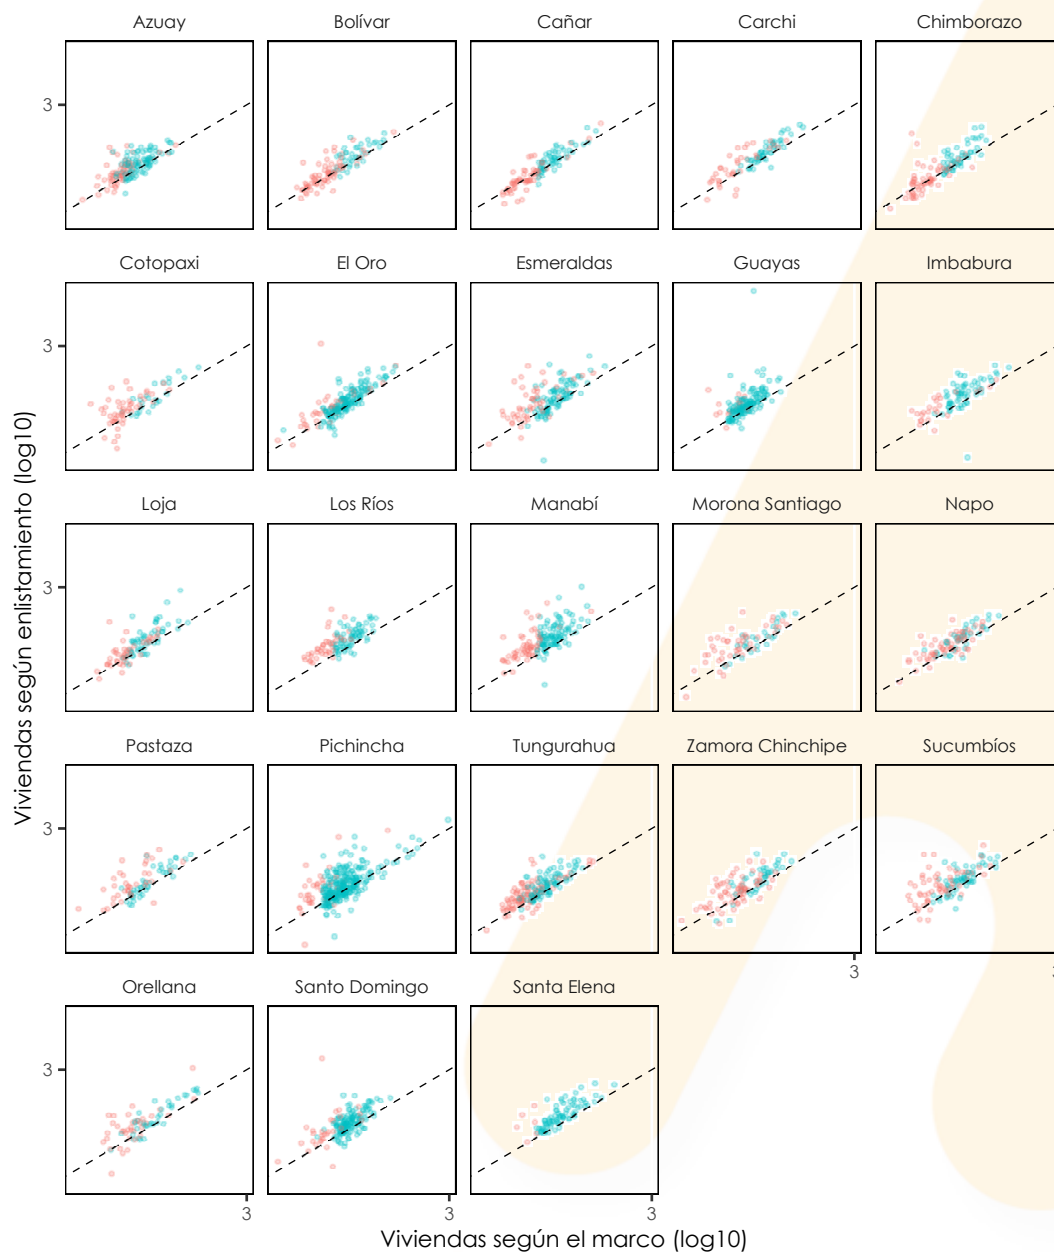 Azuay Bolívar Cañar Carchi Chimborazo
3
Cotopaxi El Oro Esmeraldas Guayas Imbabura
3
Loja Los Ríos Manabí Morona Santiago Napo
3
Pastaza Pichincha Tungurahua Zamora Chinchipe Sucumbíos
3
3 3
Orellana Santo Domingo Santa Elena
3
3 3 3
Viviendas según el marco (log10)
Viviendas según enlistamiento (log10)